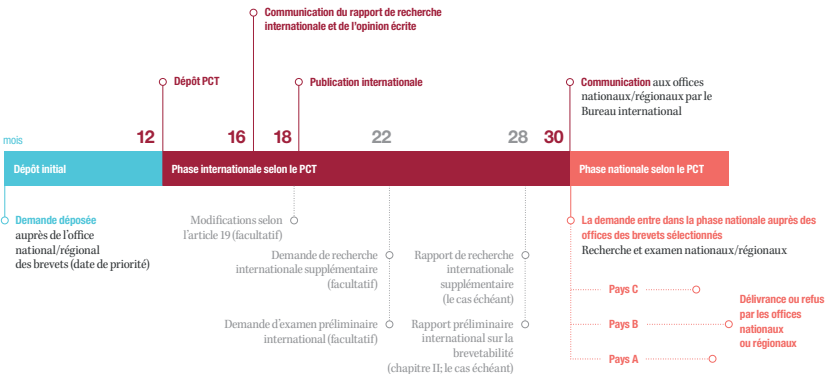 Communication du rapport de recherche
internationale et de l'opinion écrite
Dépôt PCT
Publication internationale
Communication aux offices
nationaux/régionaux par le
Bureau international
mois
12
16
18
22
28
30
Dépôt initial
Phase internationale selon le PCT
Phase nationale selon le PCT
Demande déposée
auprès de l'office
national/régional
des brevets (date de priorité)
Modifications selon
l'article 19 (facultatif)
Demande de recherche
internationale supplémentaire
(facultatif)
Demande d'examen préliminaire
international (facultatif)
Rapport de recherche
internationale
supplémentaire
(le cas échéant)
Rapport préliminaire
international sur la
brevetabilité
(chapitre II; le cas échéant)
La demande entre dans la phase nationale auprès des
offices des brevets sélectionnés
Recherche et examen nationaux/régionaux
Pays C
Pays B
Pays A
Délivrance ou refus
par les offices
nationaux
ou régionaux